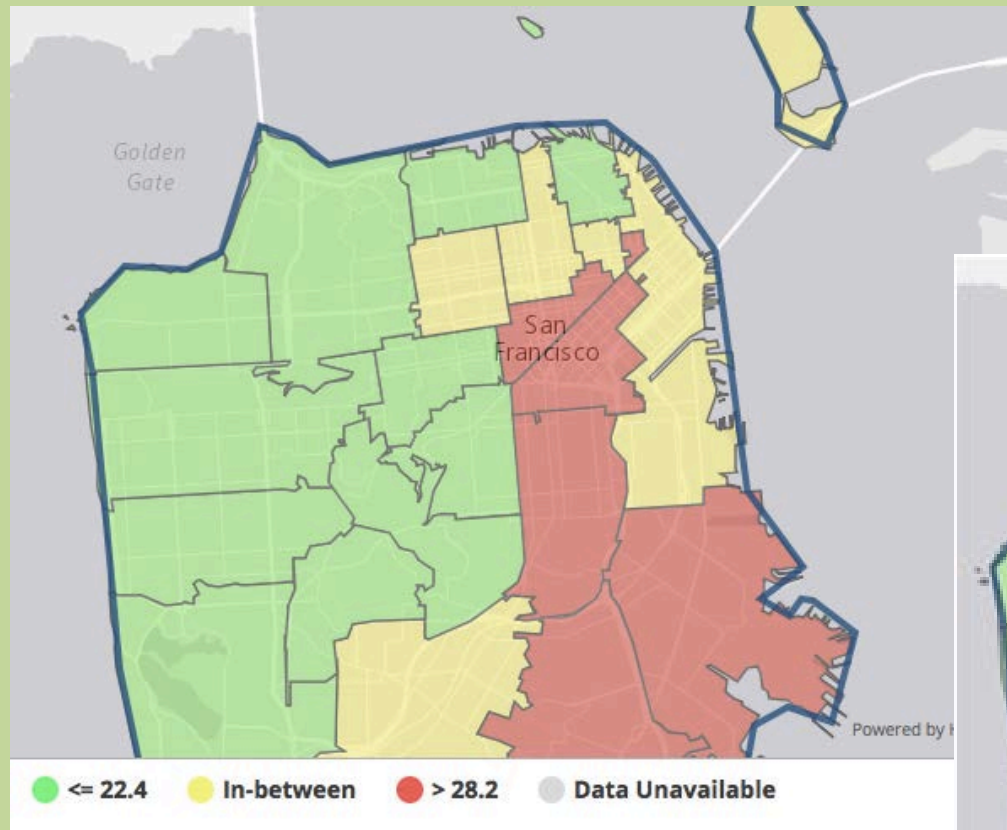 Golden
Gate
San
Francisco
Powered by
<= 22.4 In-between > 28.2 Data Unavailable